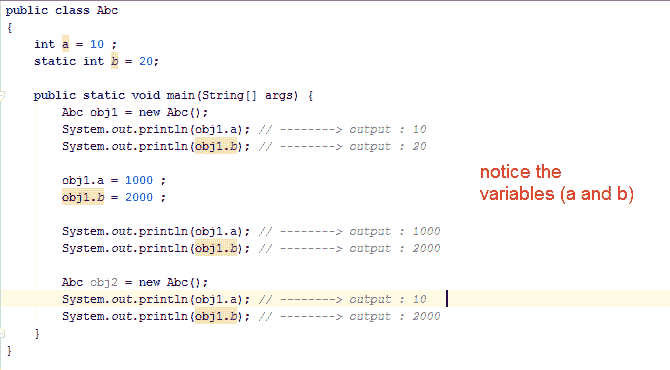 public class Abc
{
int a = 10 ;
static int b = 20;
public static void main(String[] args) {
Abc obj1 = new Abc();
System.out.println(obj1.a); // --------> output : 10
System.out.println(obj1.b); // --------> output : 20
obj1.a = 1000 ;
obj1.b = 2000 ;
notice the
variables (a and b)
System.out.println(obj1.a); // --------> output : 1000
System.out.println(obj1.b); // --------> output : 2000
Abc obj2 = new Abc();
System.out.println(obj1.a); // --------> output : 10
System.out.println(obj1.b); // --------> output : 2000
}
}